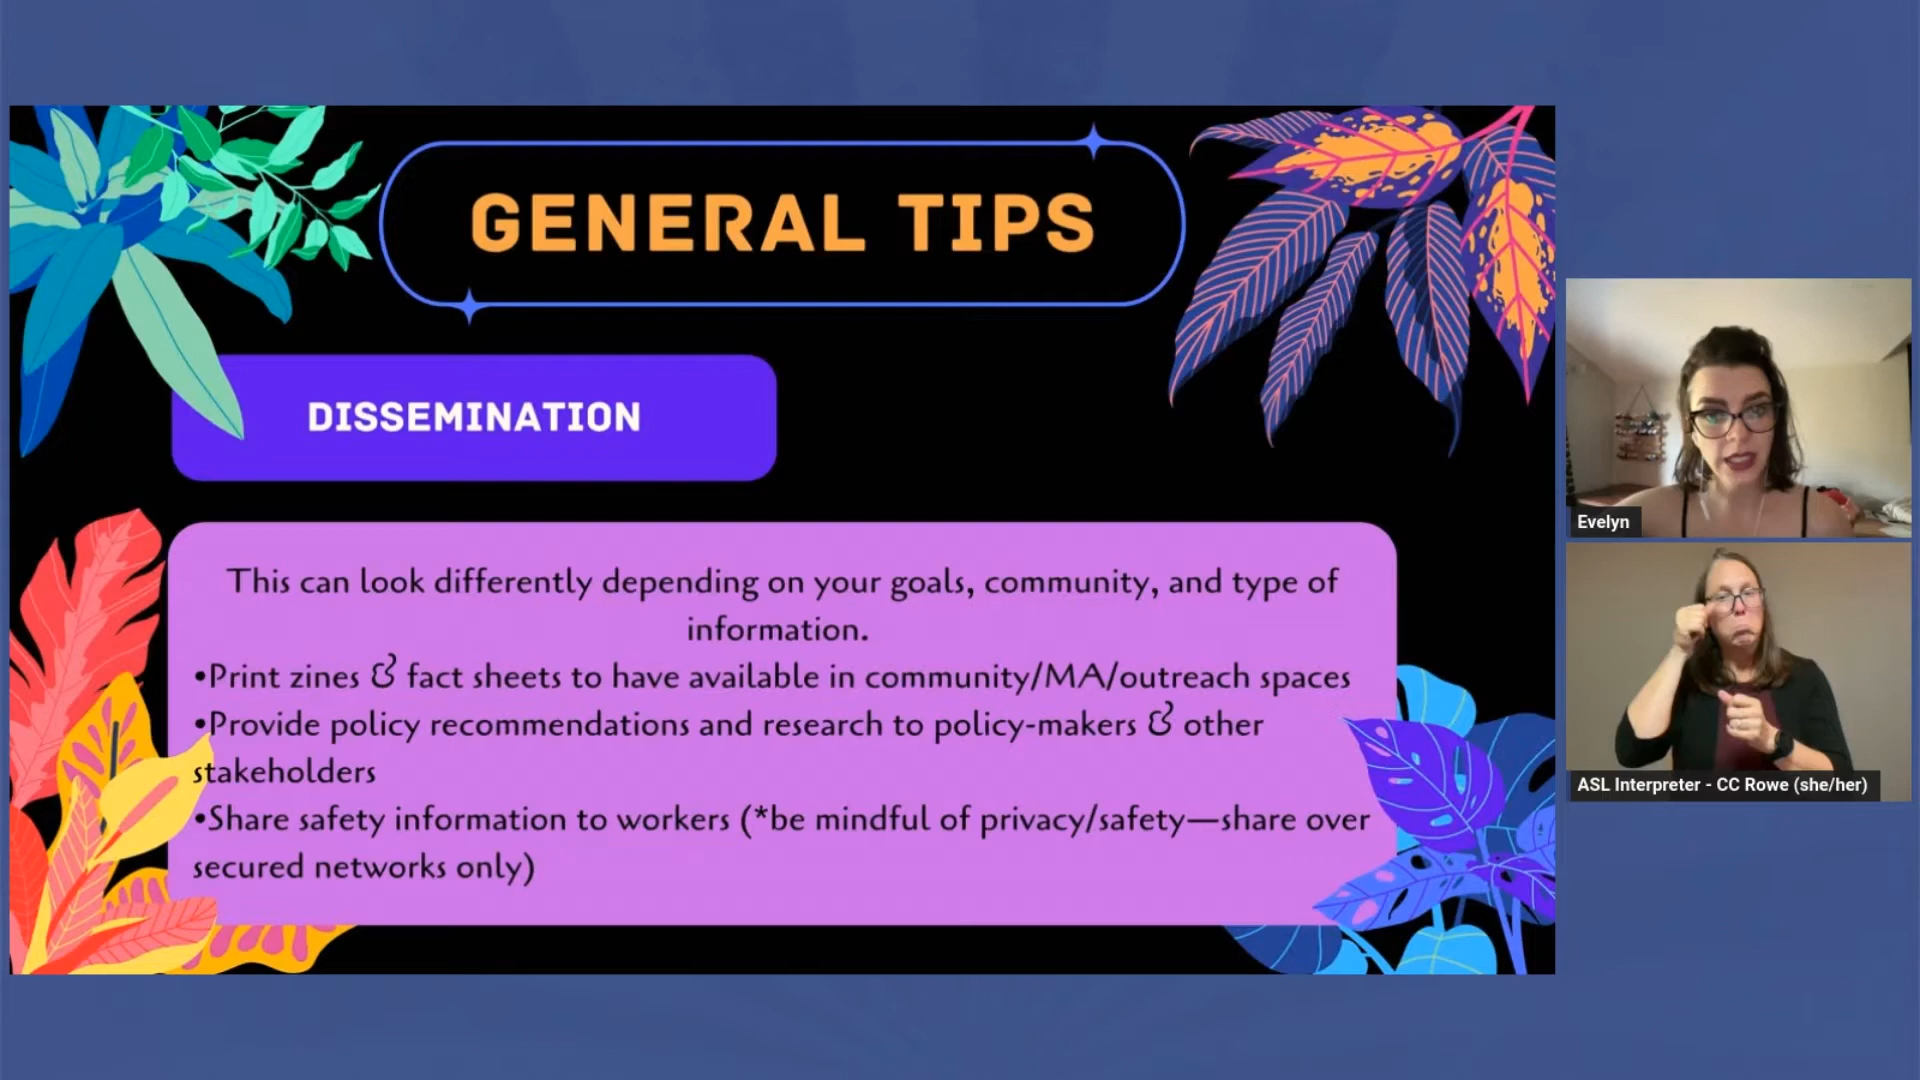 GENERAL TIPS
DISSEMINATION
This can look differently depending on your goals, community, and type of
information.
•Print zines & fact sheets to have available in community/MA/outreach spaces
•Provide policy recommendations and research to policy-makers & other
stakeholders
•Share safety information to workers (*be mindful of privacy/safety—share over
secured networks only)
Evelyn
ASL Interpreter - CC Rowe (she/her)